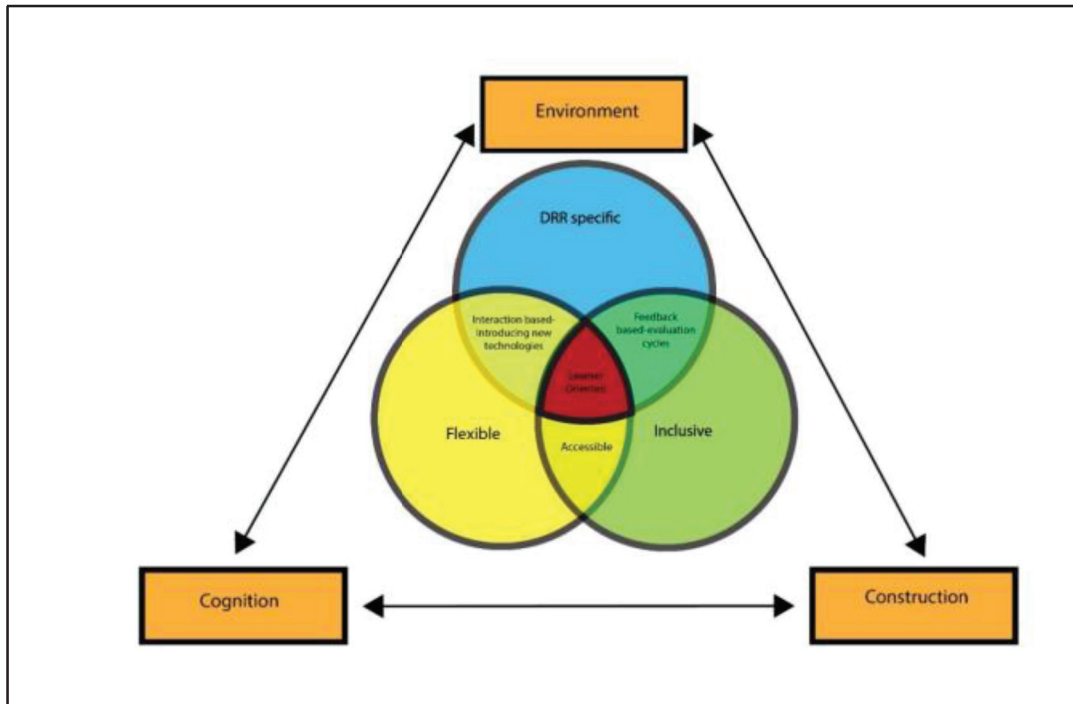 Environment
DRR specific
Interaction based-
introducing new
technologies
Feedback
based-evaluation
cycles
Learner
Oriented
Flexible
Inclusive
Accessible
Cognition
Construction